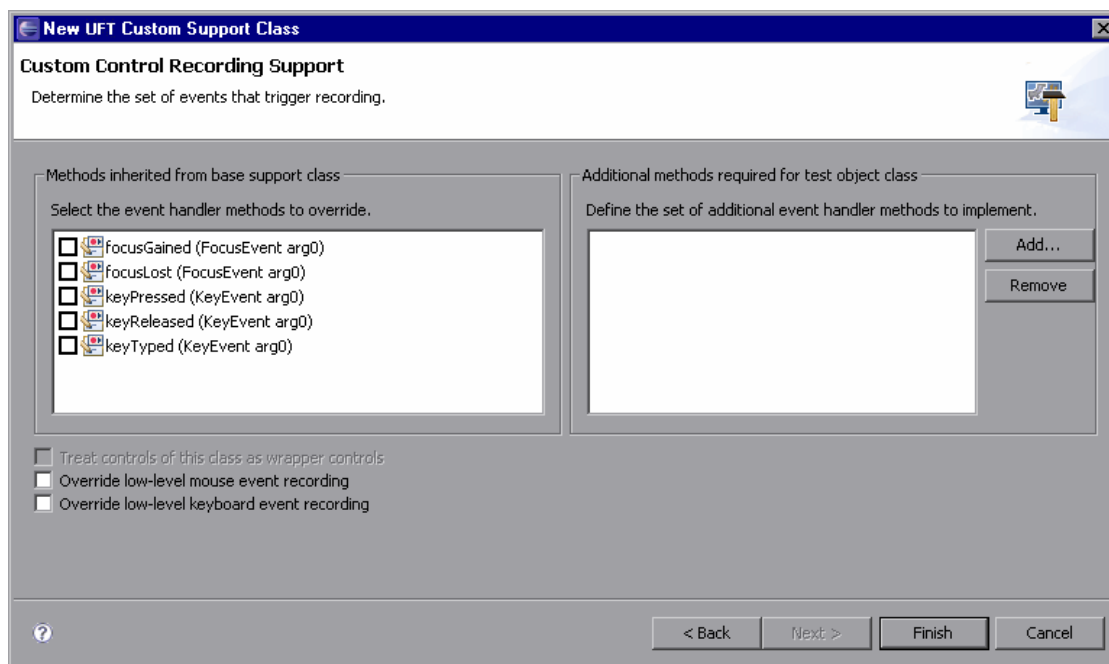 New UFT Custom Support Class
Custom Control Recording Support
Determine the set of events that trigger recording.
Methods inherited from base support class
Select the event handler methods to override.
focusGained (FocusEvent arg0)
focusLost (FocusEvent arg0)
keyPressed (KeyEvent arg0)
keyReleased (KeyEvent arg0)
keyTyped (KeyEvent arg0)
Additional methods required for test object class
Define the set of additional event handler methods to implement.
Add...
Remove
Treat controls of this class as wrapper controls
Override low-level mouse event recording
Override low-level keyboard event recording
?
< Back
Next >
Finish
Cancel